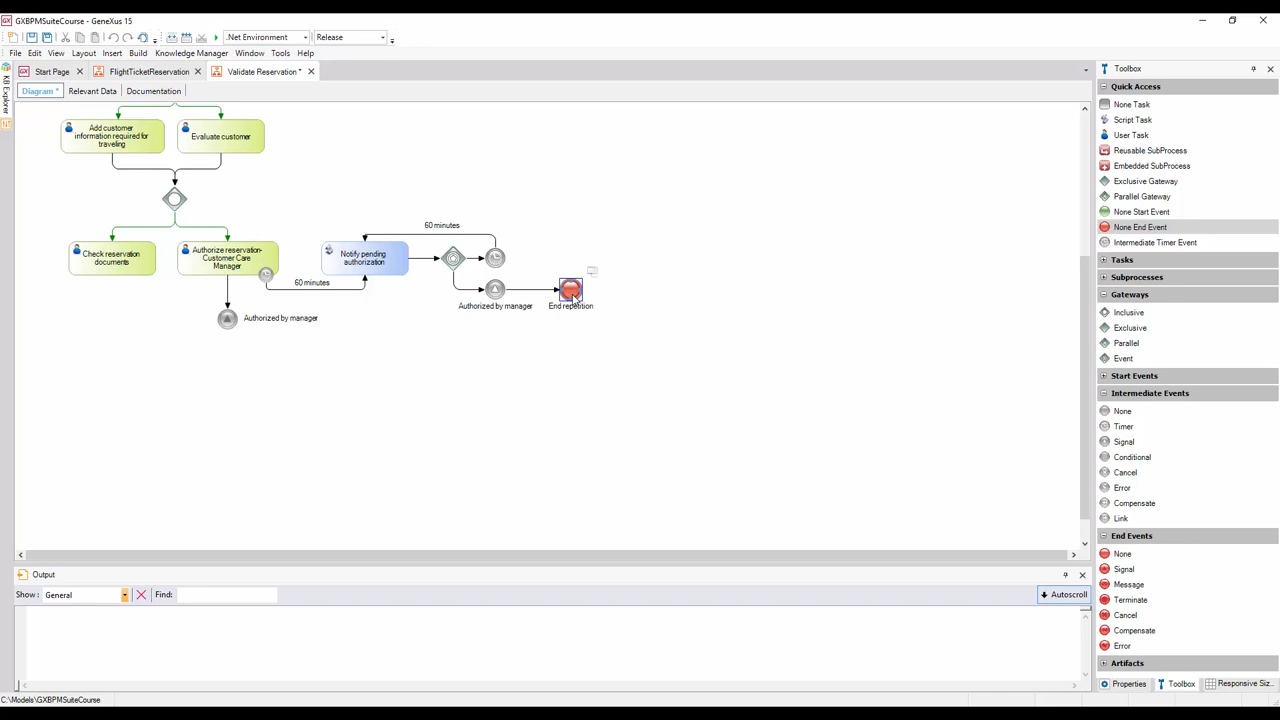 GXBPMSuiteCourse - GeneXus 15
.Net Environment
Release
File Edit View Layout Insert Build Knowledge Manager Window Tools Help
Start Page
FlightTicketReservation
Validate Reservation *
Diagram *
Relevant Data
Documentation
KB Explorer
Add customer
information required for
traveling
Evaluate customer
Check reservation
documents
Authorize reservation-
Customer Care
Manager
60 minutes
Authorized by manager
Notify pending
authorization
60 minutes
Authorized by manager
End repetition
Output
Show :
General
Find:
Autoscroll
C:\Models\GXBPMSuiteCourse
Toolbox
Quick Access
None Task
Script Task
User Task
Reusable SubProcess
Embedded SubProcess
Exclusive Gateway
Parallel Gateway
None Start Event
None End Event
Intermediate Timer Event
Tasks
Subprocesses
Gateways
Inclusive
Exclusive
Parallel
Event
Start Events
Intermediate Events
None
Timer
Signal
Conditional
Cancel
Error
Compensate
Link
End Events
None
Signal
Message
Terminate
Cancel
Compensate
Error
Artifacts
Properties
Toolbox
Responsive Siz...